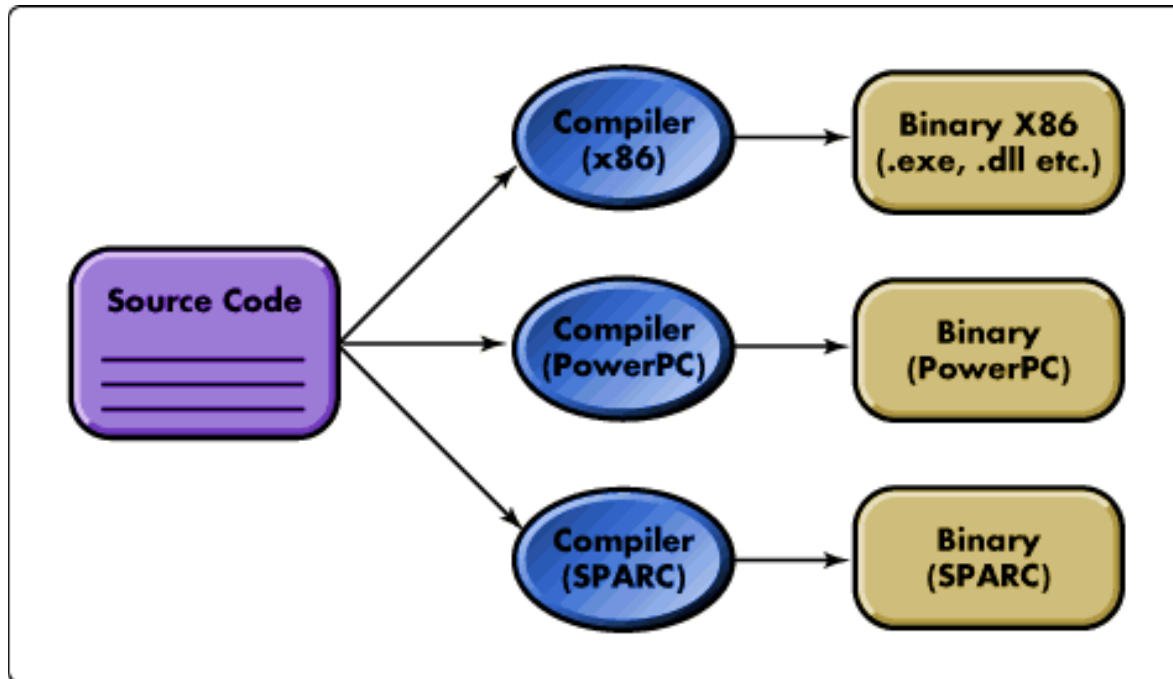 Source Code
Compiler
(x86)
Binary X86
(.exe, .dll etc.)
Compiler
(PowerPC)
Binary
(PowerPC)
Compiler
(SPARC)
Binary
(SPARC)